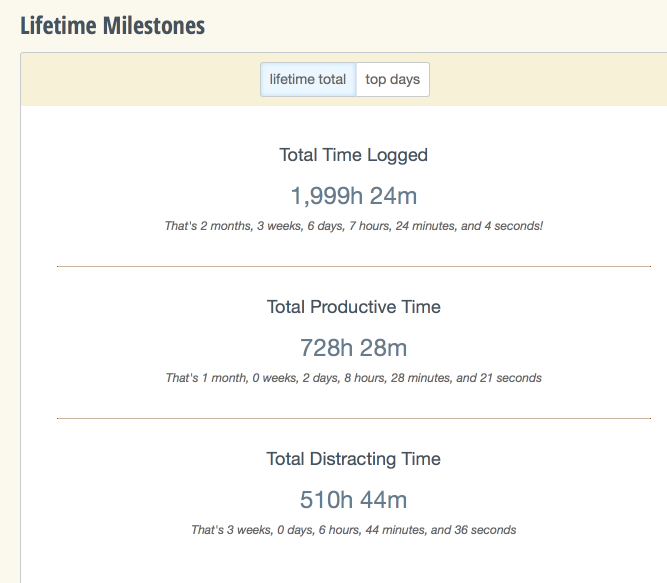 Lifetime Milestones
lifetime total top days
Total Time Logged
1,999h 24m
That's 2 months, 3 weeks, 6 days, 7 hours, 24 minutes, and 4 seconds!
Total Productive Time
728h 28m
That's 1 month, 0 weeks, 2 days, 8 hours, 28 minutes, and 21 seconds
Total Distracting Time
510h 44m
That's 3 weeks, 0 days, 6 hours, 44 minutes, and 36 seconds